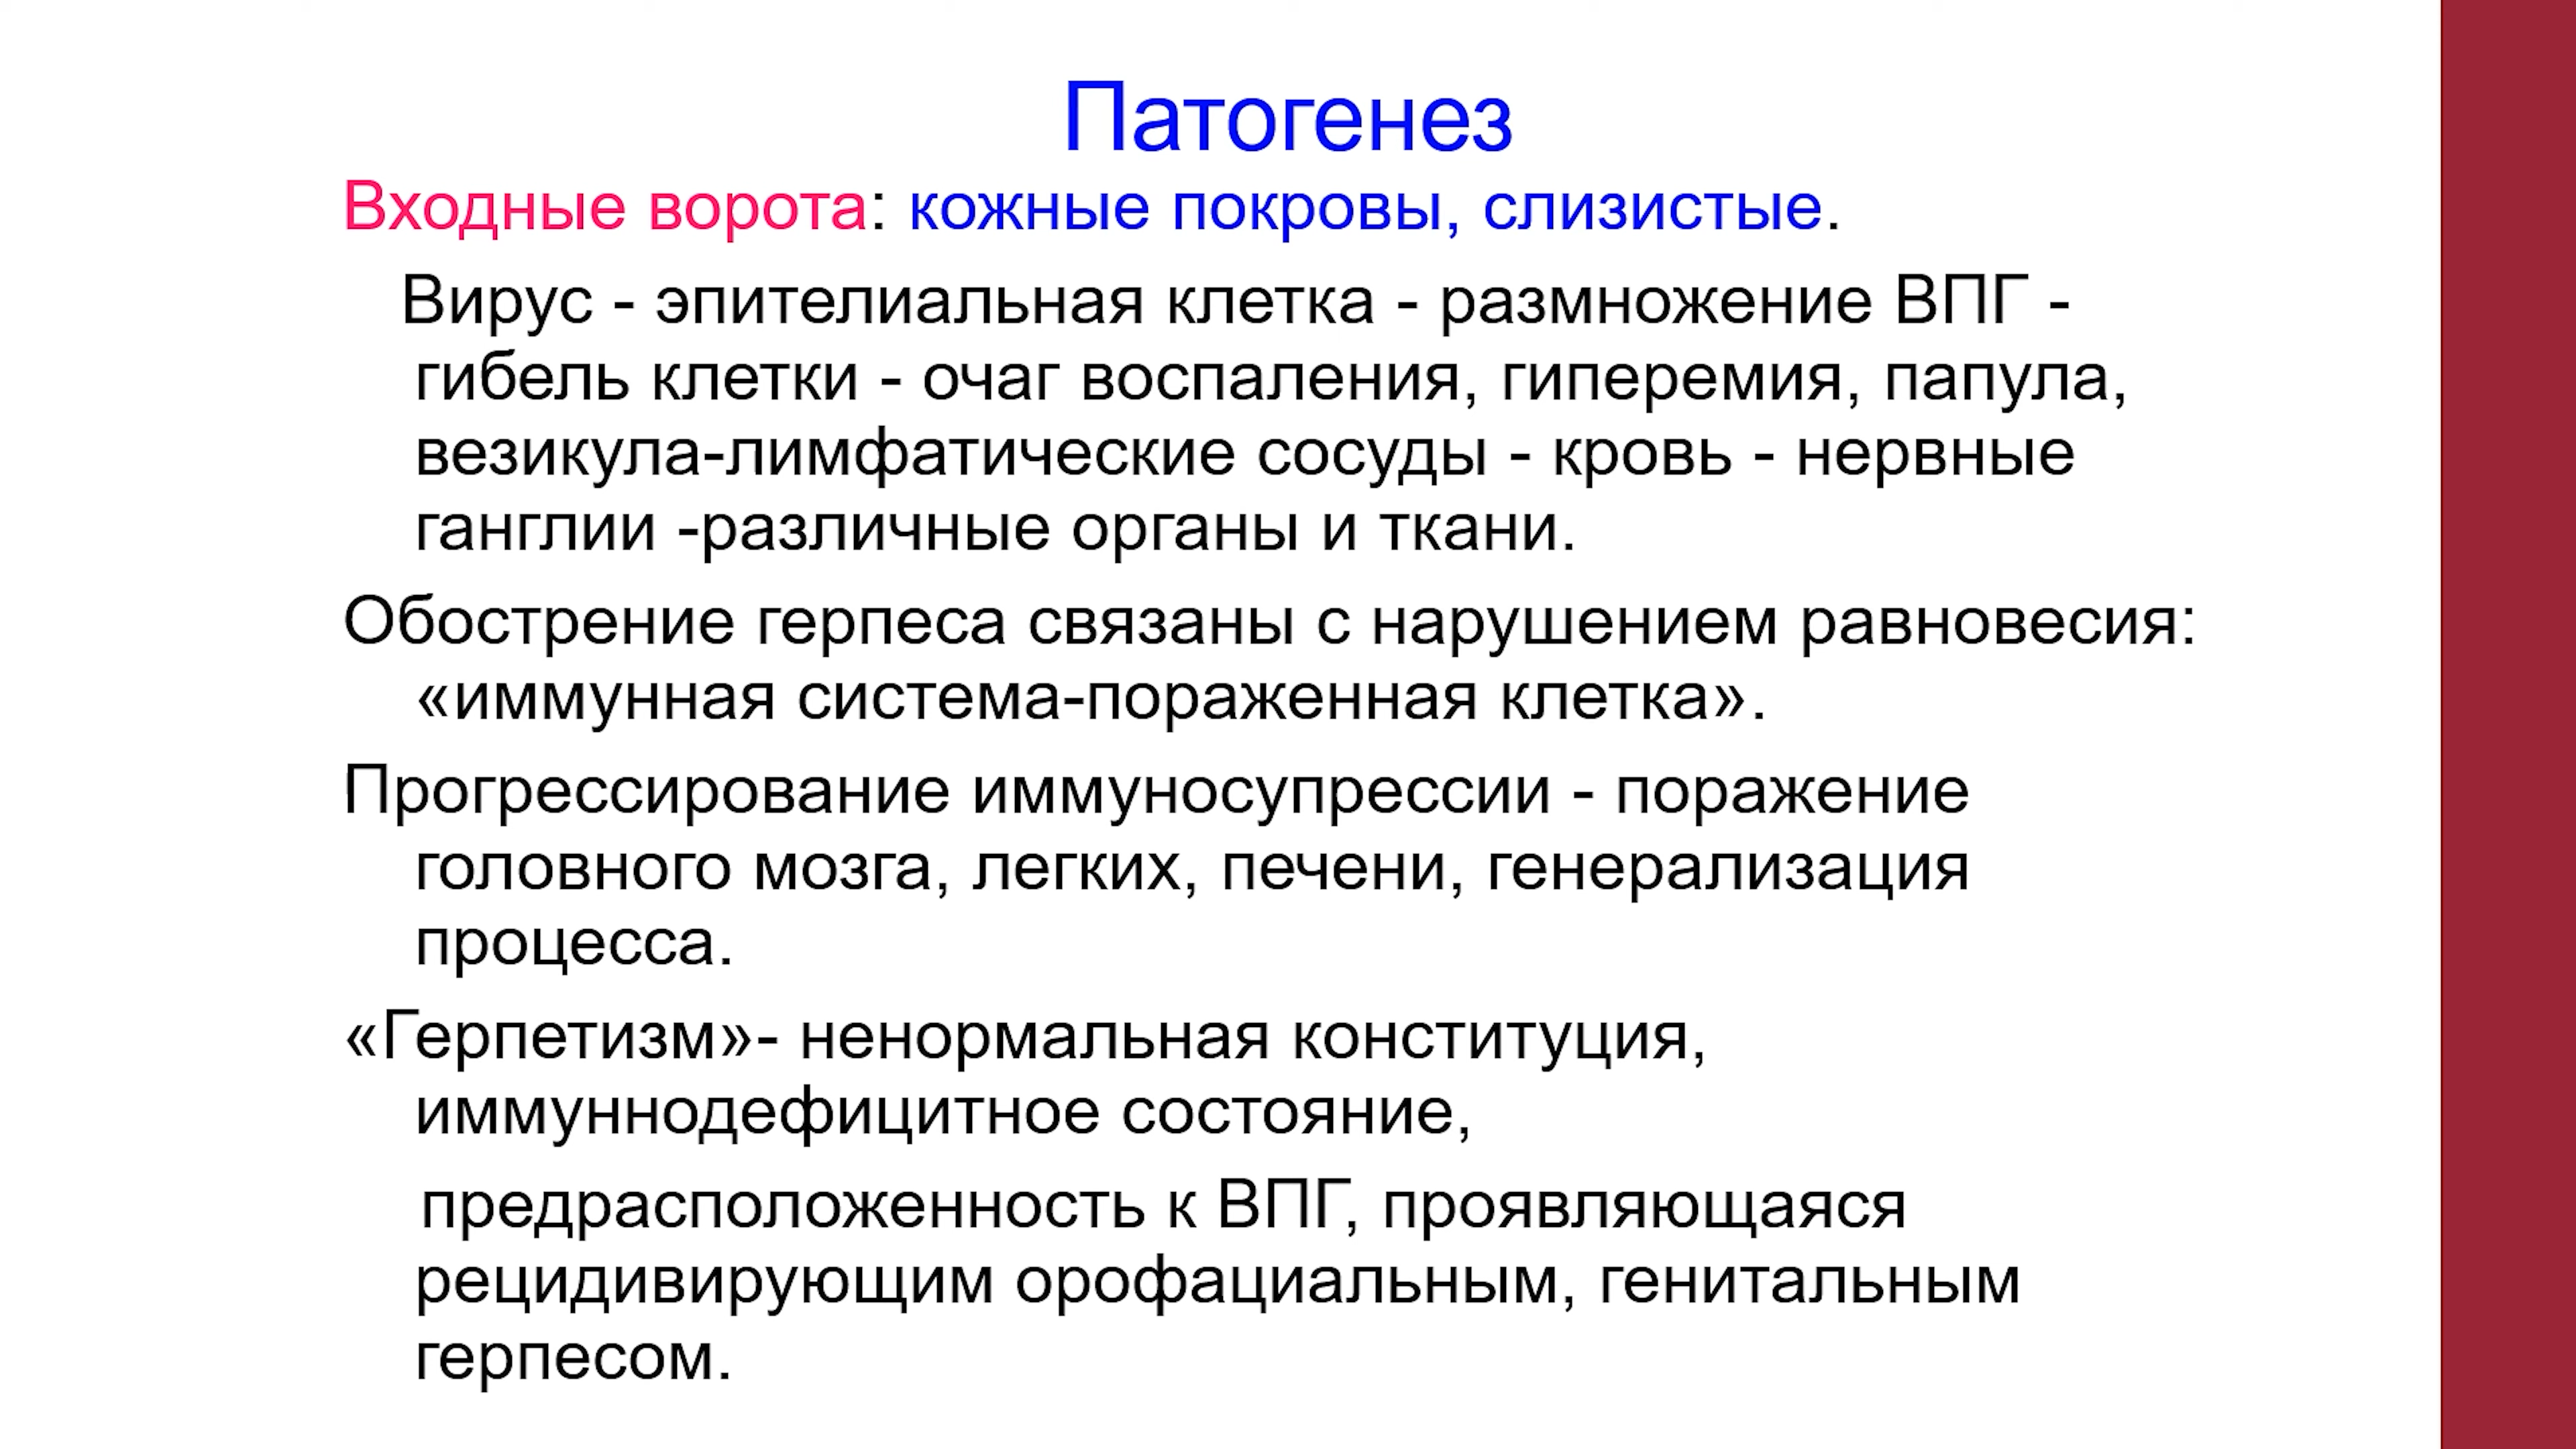 Патогенез
Входные ворота: кожные покровы, слизистые.
Вирус - эпителиальная клетка - размножение ВПГ -
гибель клетки - очаг воспаления, гиперемия, папула,
везикула-лимфатические сосуды - кровь - нервные
ганглии -различные органы и ткани.
Обострение герпеса связаны с нарушением равновесия:
«иммунная система-пораженная клетка».
Прогрессирование иммуносупрессии - поражение
головного мозга, легких, печени, генерализация
процесса.
«Герпетизм»- ненормальная конституция,
иммуннодефицитное состояние,
предрасположенность к ВПГ, проявляющаяся
рецидивирующим орофациальным, генитальным
герпесом.